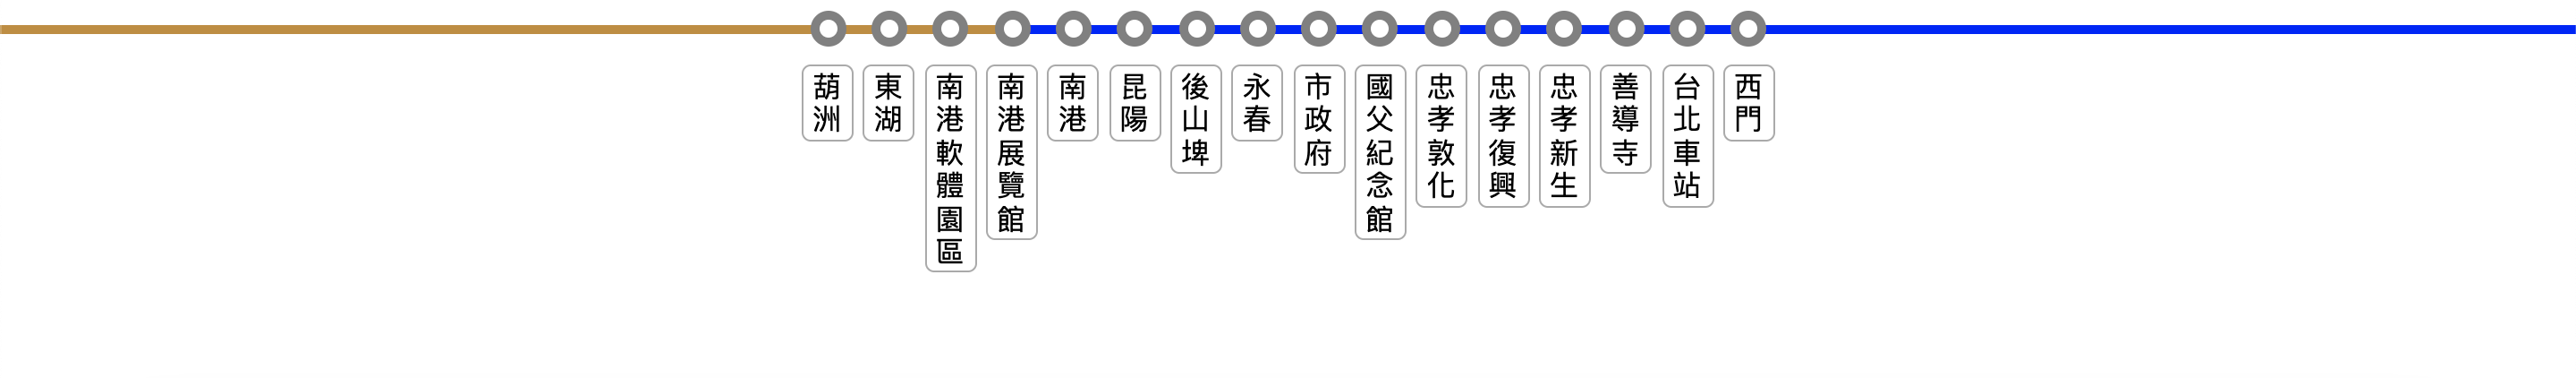 葫洲
東湖
南港軟體園區
南港展覽館
南港
昆陽
後山埤
永春
市政府
國父紀念館
忠孝敦化
忠孝復興
忠孝新生
善導寺
台北車站
西門